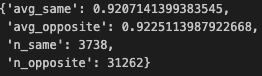 {'avg_same': 0.9207141399383545,
'avg_opposite': 0.9225113987922668,
'n_same': 3738,
'n_opposite': 31262}